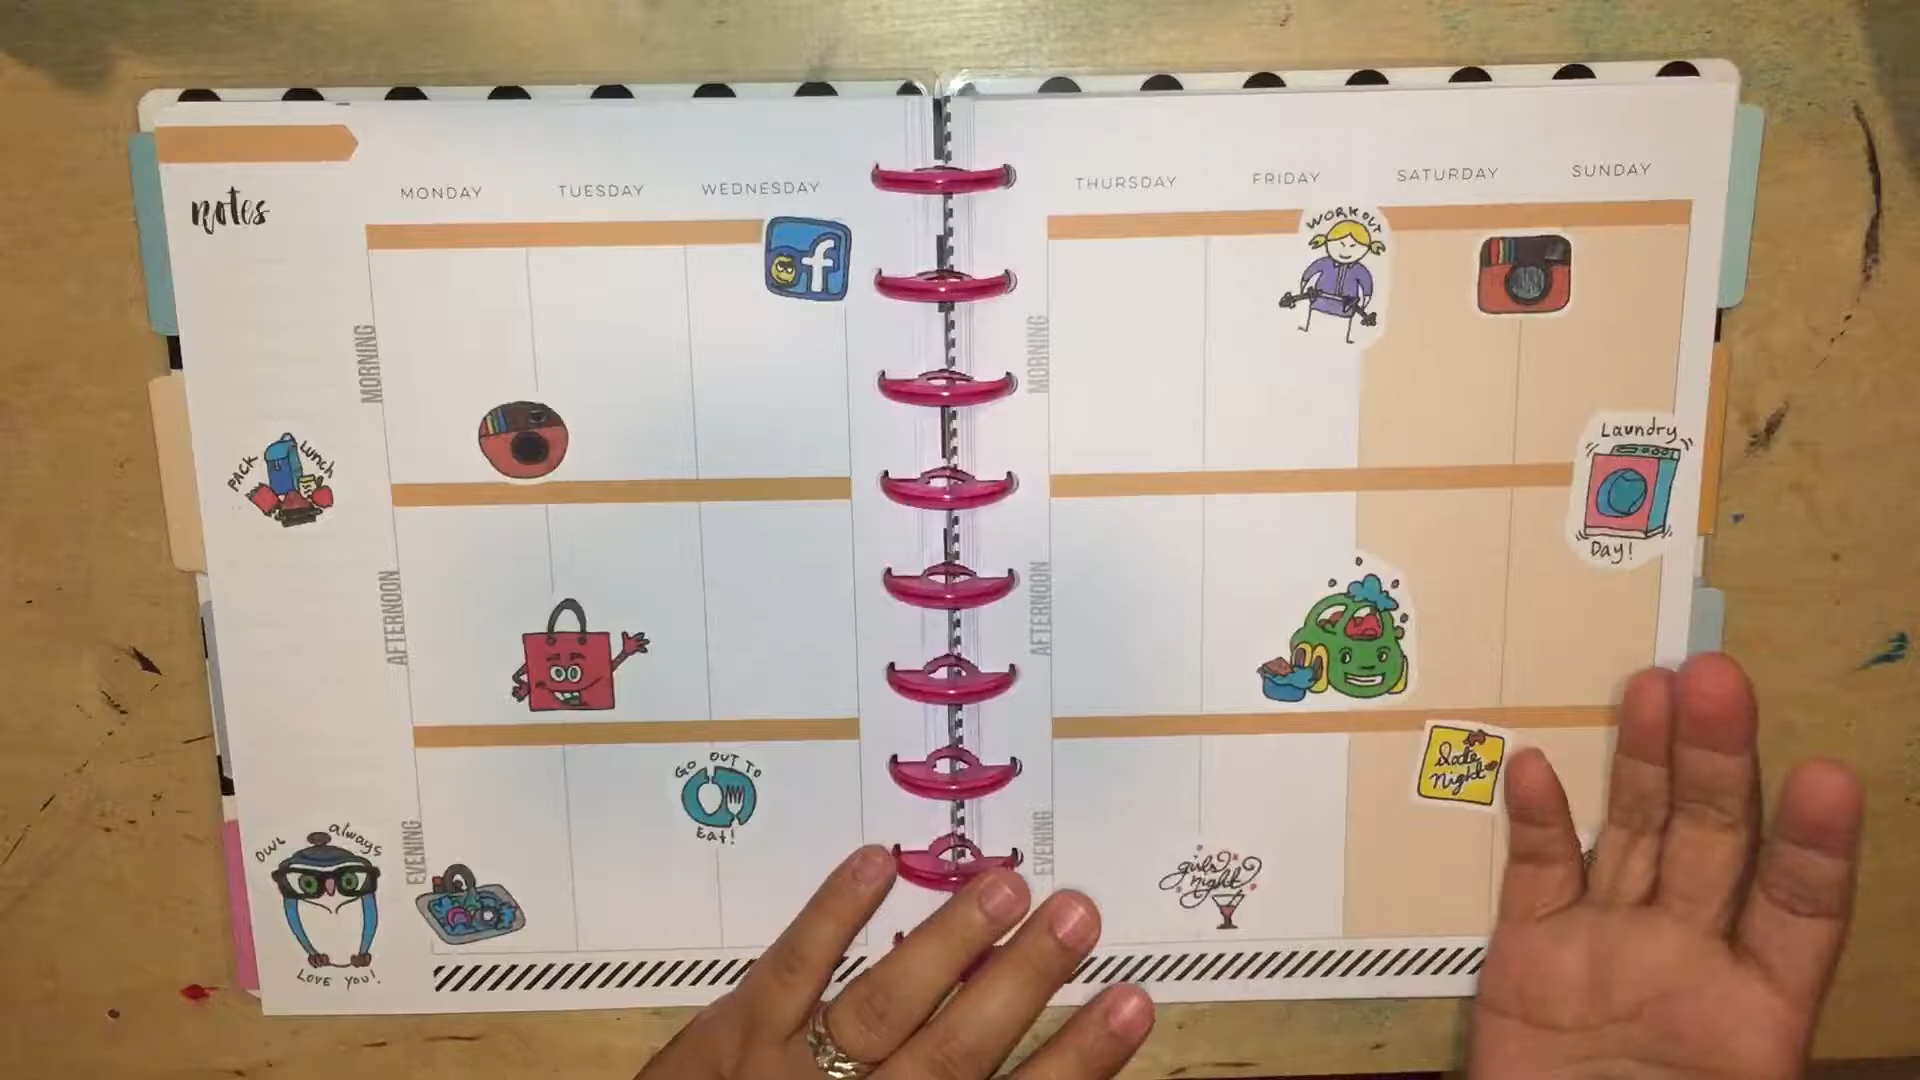 notes
MONDAY
TUESDAY
WEDNESDAY
THURSDAY
FRIDAY
SATURDAY
SUNDAY
MORNING
AFTERNOON
EVENING
MORNING
AFTERNOON
EVENING
PACK LUNCH
OWL always
LOVE YOU!
f
GO OUT TO
Eat!
WORKOUT
Laundry
Day!
Date
Night
girls
night